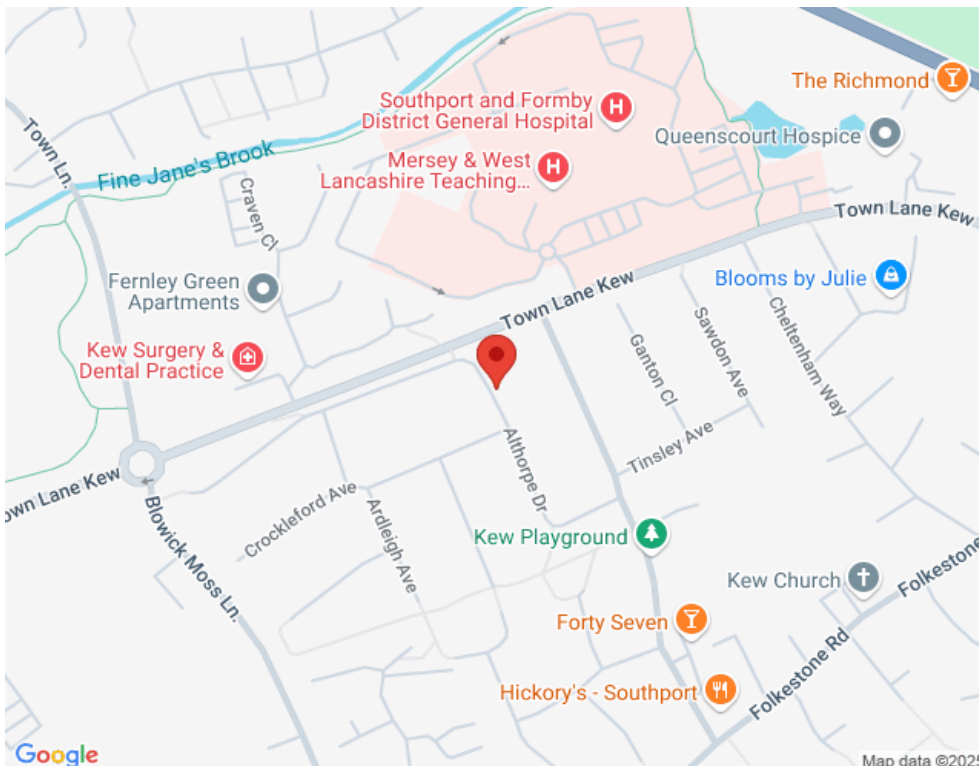 The Richmond
Southport and Formby
District General Hospital
Queenscourt Hospice
Town Ln.
Fine Jane's Brook
Mersey & West
Lancashire Teaching...
Craven Cl
Town Lane Kew
Fernley Green
Apartments
Blooms by Julie
Town Lane Kew
Kew Surgery &
Dental Practice
Ganton Cl
Sawdon Ave
Cheltenham Way
Althorpe Dr
Tinsley Ave
own Lane Kew
Crockleford Ave
Ardleigh Ave
Blowick Moss Ln.
Kew Playground
Kew Church
Folkestone
Forty Seven
Folkestone Rd
Hickory's - Southport
Google
Map data ©2025